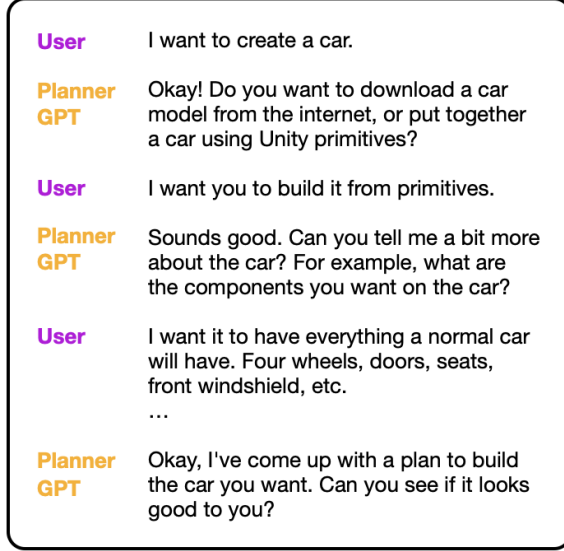 User I want to create a car.
Planner GPT Okay! Do you want to download a car
model from the internet, or put together
a car using Unity primitives?
User I want you to build it from primitives.
Planner GPT Sounds good. Can you tell me a bit more
about the car? For example, what are
the components you want on the car?
User I want it to have everything a normal car
will have. Four wheels, doors, seats,
front windshield, etc.
...
Planner GPT Okay, I've come up with a plan to build
the car you want. Can you see if it looks
good to you?